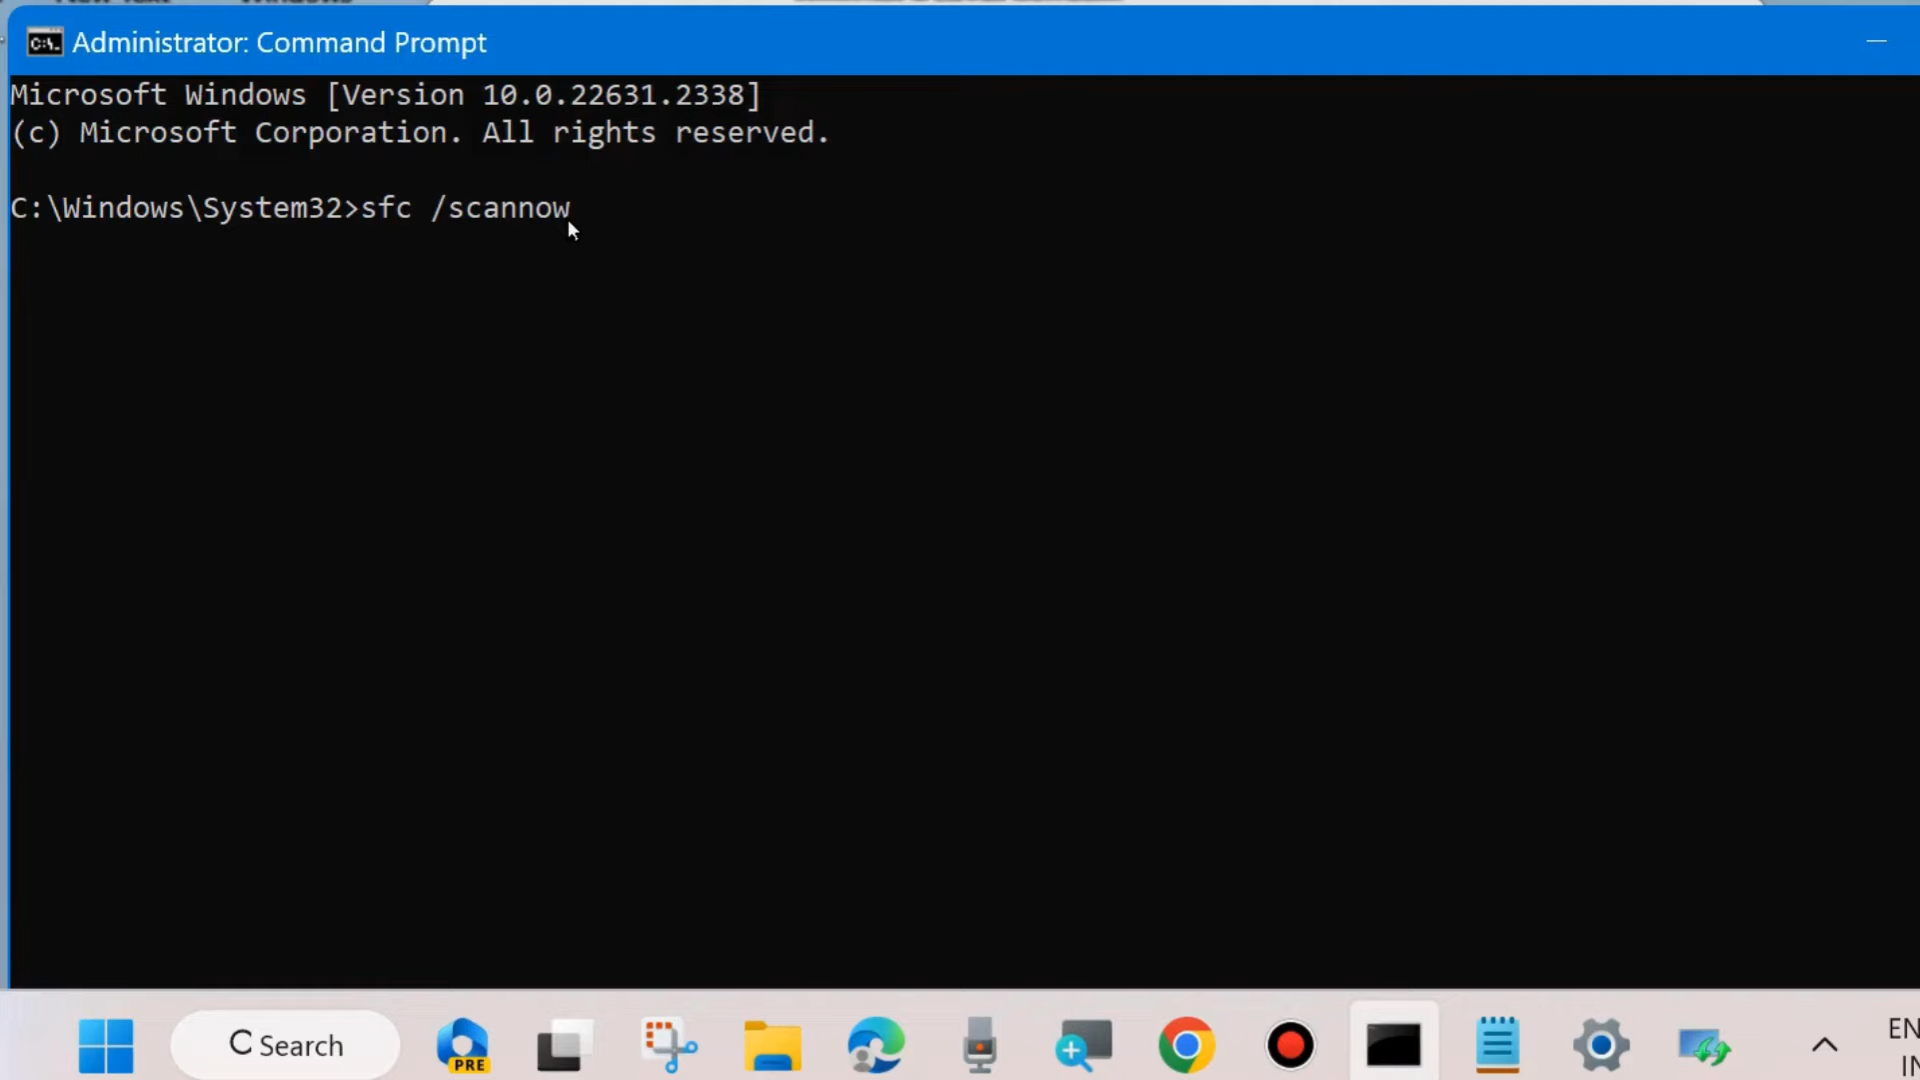 Administrator: Command Prompt
Microsoft Windows [Version 10.0.22631.2338]
(c) Microsoft Corporation. All rights reserved.
C:\Windows\System32>sfc /scannow
Search
PRE
EN
IN